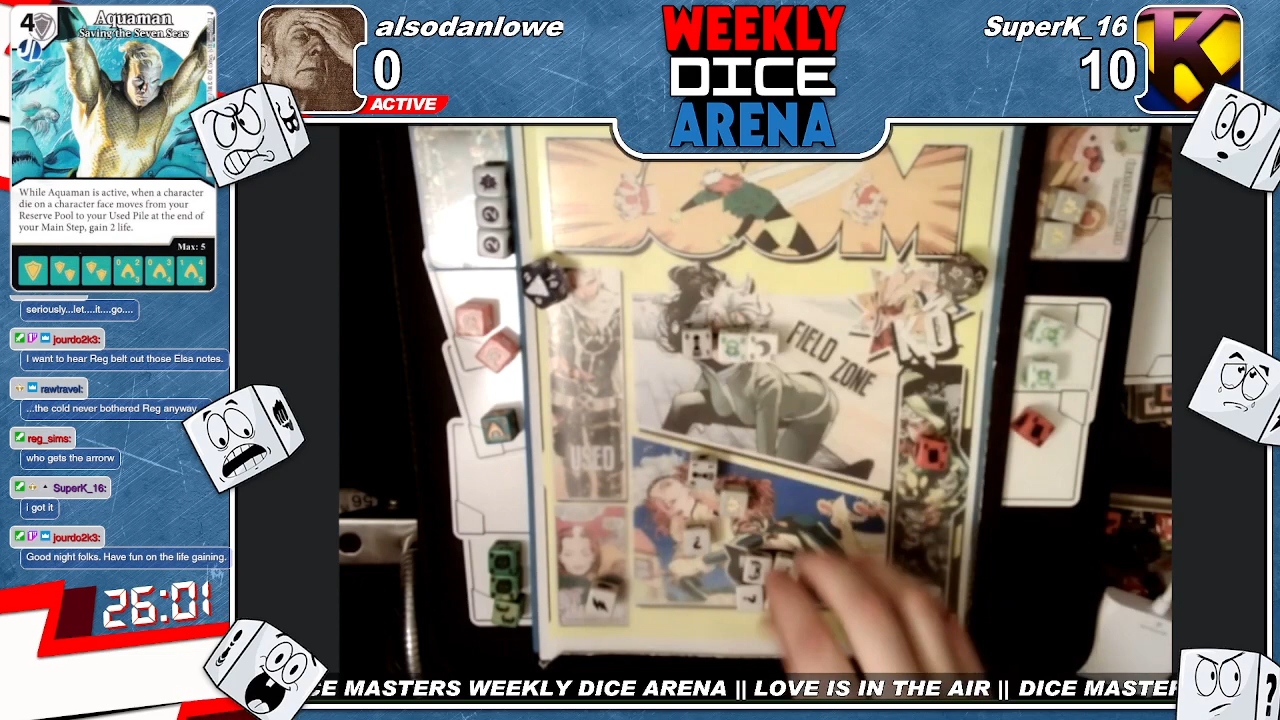 4
Aquaman
Saving the Seven Seas
While Aquaman is active, when a character
die on a character face moves from your
Reserve Pool to your Used Pile at the end of
your Main Step, gain 2 life.
Max: 5
alsodanlowe
0
ACTIVE
WEEKLY
DICE
ARENA
SuperK_16
10
seriously...let....it....go....
jourdo2k3:
I want to hear Reg belt out those Elsa notes.
rawtravel:
...the cold never bothered Reg anyway
reg_sims:
who gets the arrorw
SuperK_16:
i got it
jourdo2k3:
Good night folks. Have fun on the life gaining.
26:01
FIELD ZONE
USED
CE MASTERS WEEKLY DICE ARENA || LOVE IS IN THE AIR || DICE MASTER